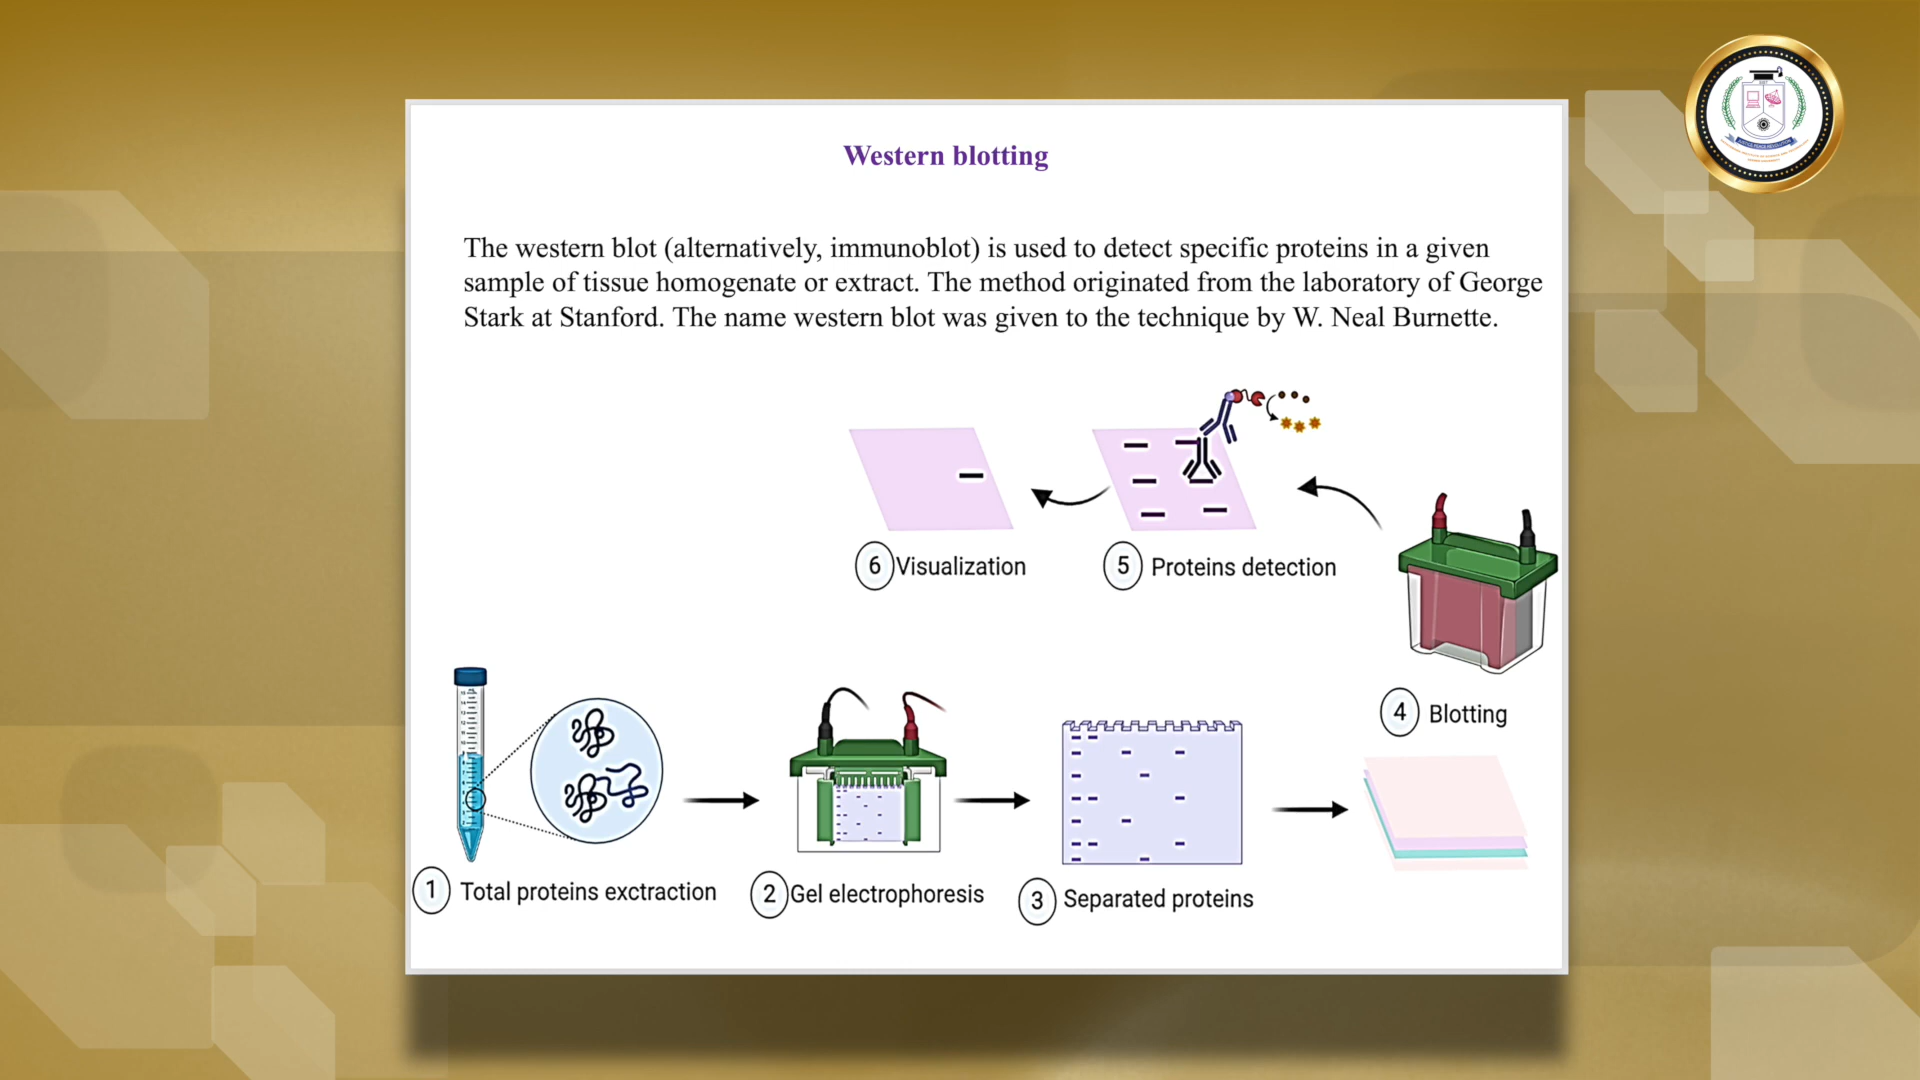 Western blotting
The western blot (alternatively, immunoblot) is used to detect specific proteins in a given
sample of tissue homogenate or extract. The method originated from the laboratory of George
Stark at Stanford. The name western blot was given to the technique by W. Neal Burnette.
6 Visualization
5 Proteins detection
4 Blotting
1 Total proteins exctraction
2 Gel electrophoresis
3 Separated proteins